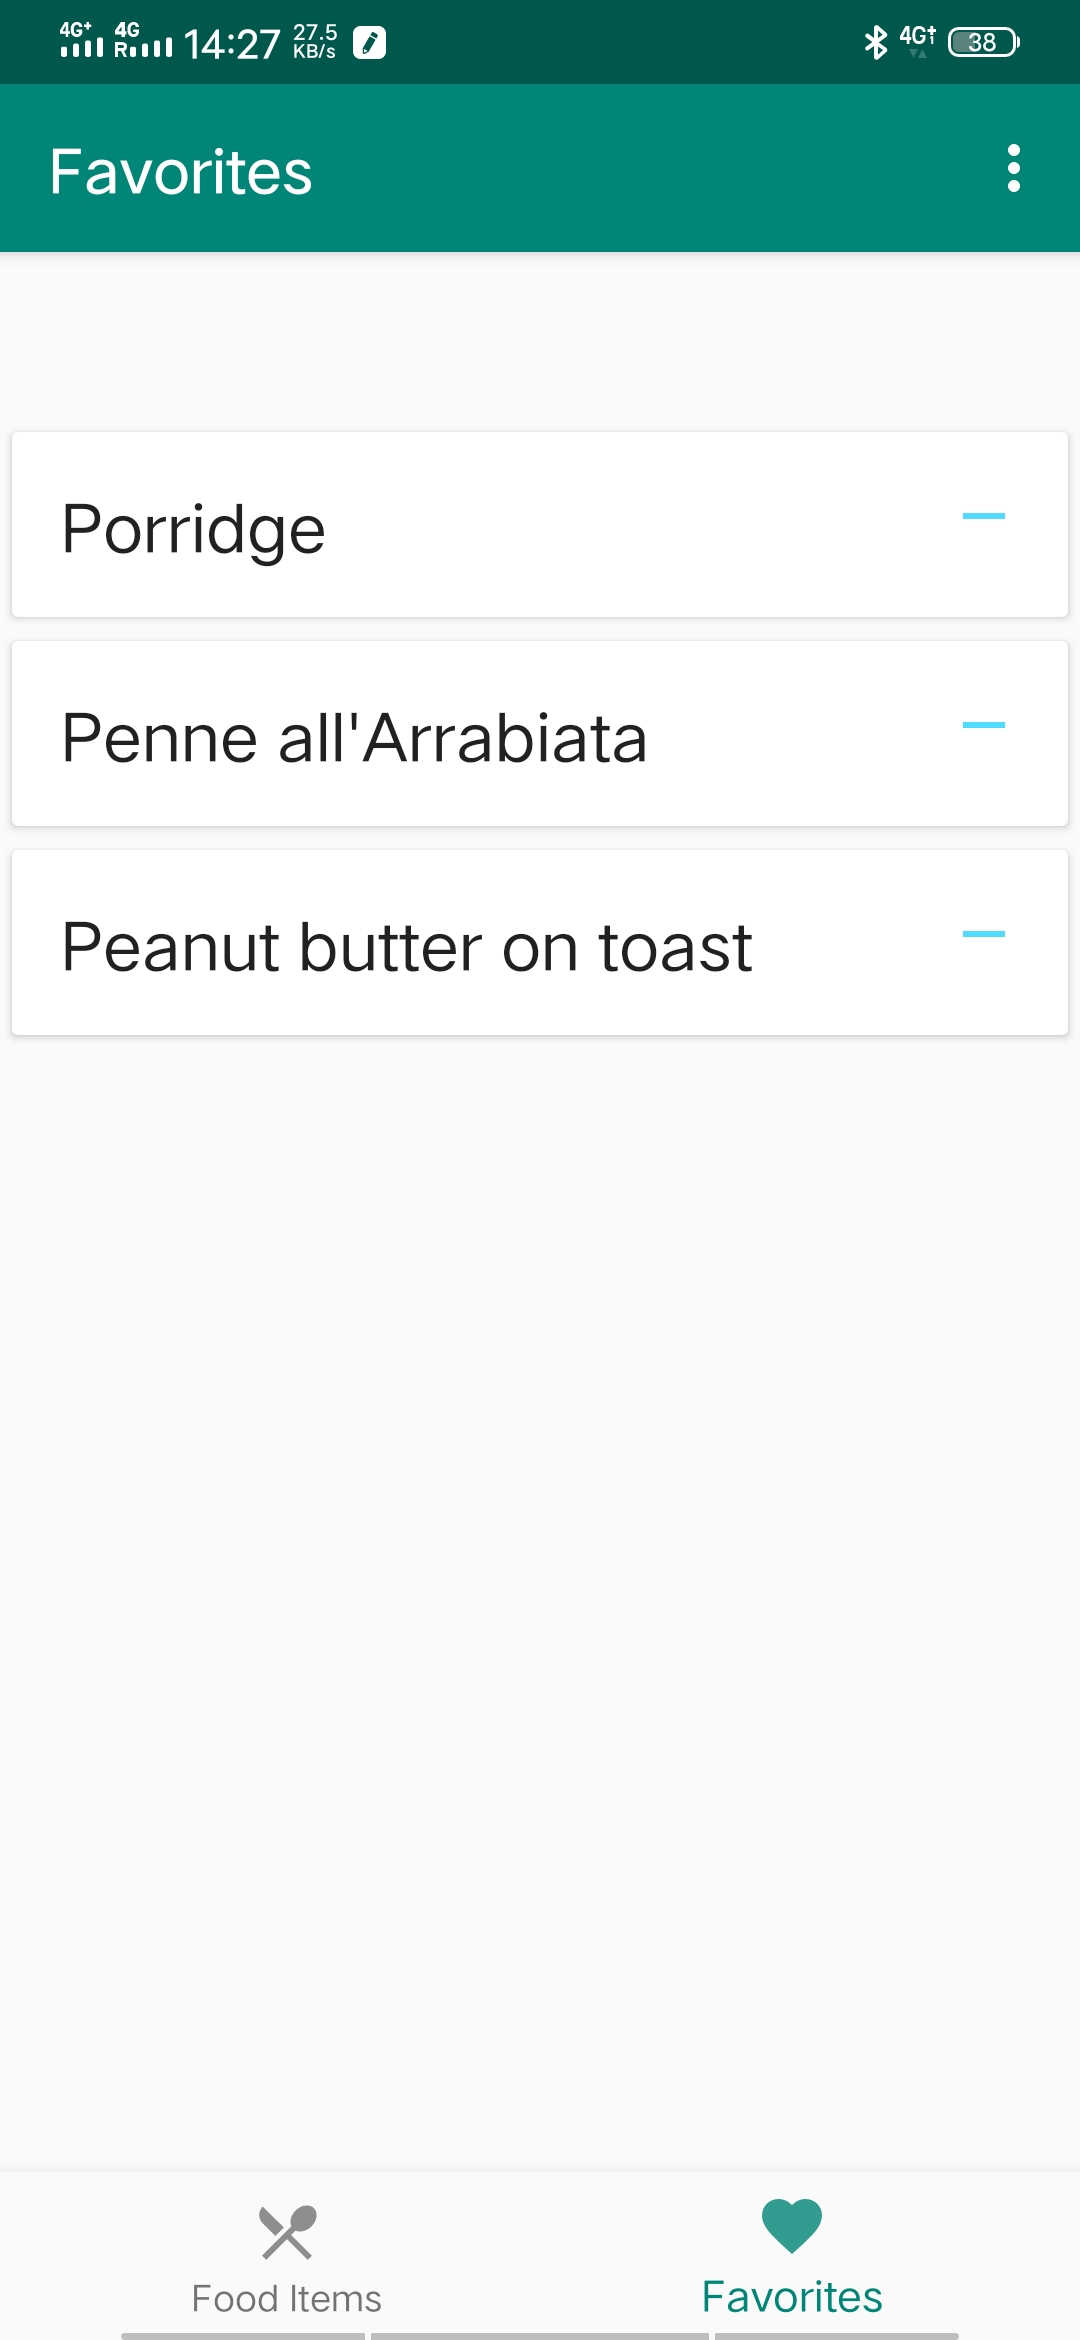 4G+ 4G R 14:27 27.5 KB/s 4G+ 38
Favorites
Porridge
Penne all'Arrabiata
Peanut butter on toast
Food Items Favorites